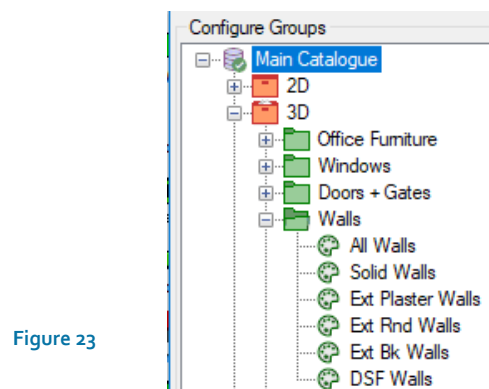 Configure Groups
Main Catalogue
2D
3D
Office Furniture
Windows
Doors + Gates
Walls
All Walls
Solid Walls
Ext Plaster Walls
Ext Rnd Walls
Ext Bk Walls
DSF Walls
Figure 23